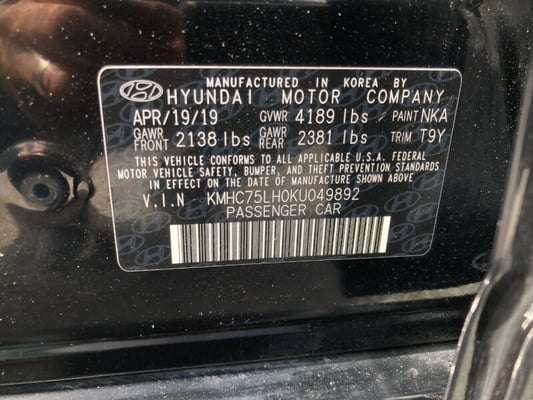 MANUFACTURED IN KOREA BY
HYUNDAI MOTOR COMPANY
APR/19/19 GVWR 4189 lbs PAINT NKA
GAWR FRONT 2138 lbs GAWR REAR 2381 lbs TRIM T9Y
THIS VEHICLE CONFORMS TO ALL APPLICABLE U.S.A. FEDERAL
MOTOR VEHICLE SAFETY, BUMPER, AND THEFT PREVENTION STANDARDS
IN EFFECT ON THE DATE OF MANUFACTURE SHOWN ABOVE
V.I.N KMHC75LH0KU049892
PASSENGER CAR